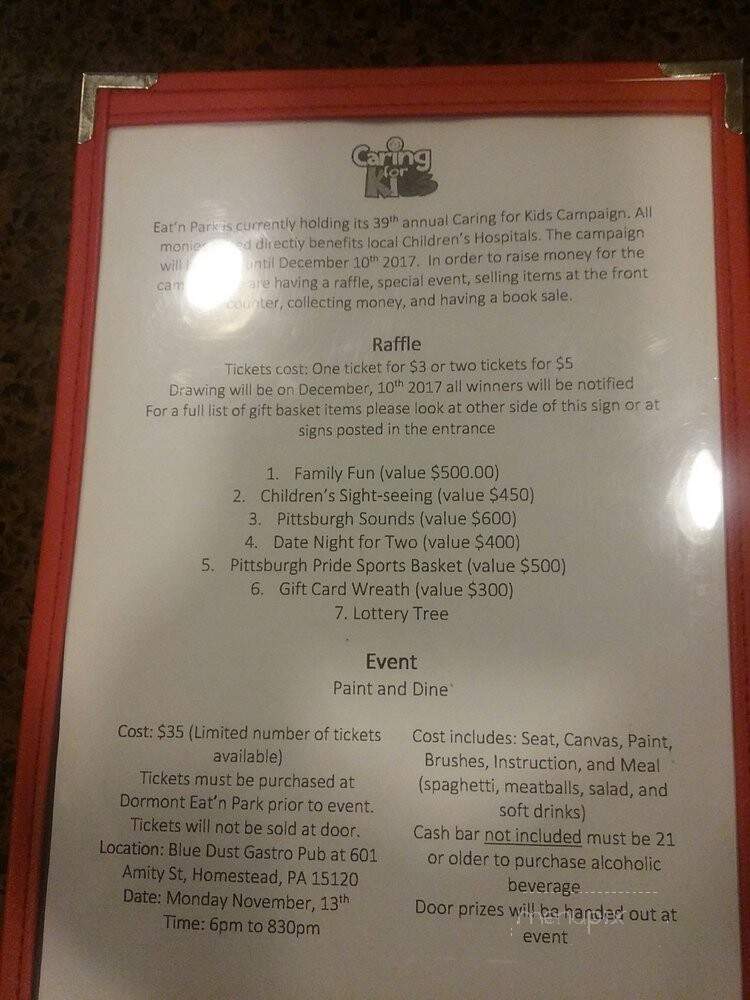 Caring
for
KiDS
Eat'n Park is currently holding its 39th annual Caring for Kids Campaign. All
directly benefits local Children's Hospitals. The campaign
will until December 10th 2017. In order to raise money for the
are having a raffle, special event, selling items at the front
counter, collecting money, and having a book sale.
Raffle
Tickets cost: One ticket for $3 or two tickets for $5
Drawing will be on December, 10th 2017 all winners will be notified
For a full list of gift basket items please look at other side of this sign or at
signs posted in the entrance
1. Family Fun (value $500.00)
2. Children's Sight-seeing (value $450)
3. Pittsburgh Sounds (value $600)
4. Date Night for Two (value $400)
5. Pittsburgh Pride Sports Basket (value $500)
6. Gift Card Wreath (value $300)
7. Lottery Tree
Event
Paint and Dine
Cost: $35 (Limited number of tickets
available)
Tickets must be purchased at
Dormont Eat'n Park prior to event.
Tickets will not be sold at door.
Location: Blue Dust Gastro Pub at 601
Amity St, Homestead, PA 15120
Date: Monday November, 13th
Time: 6pm to 830pm
Cost includes: Seat, Canvas, Paint,
Brushes, Instruction, and Meal
(spaghetti, meatballs, salad, and
soft drinks)
Cash bar not included must be 21
or older to purchase alcoholic
beverage
Door prizes will be handed out at
event
menupix